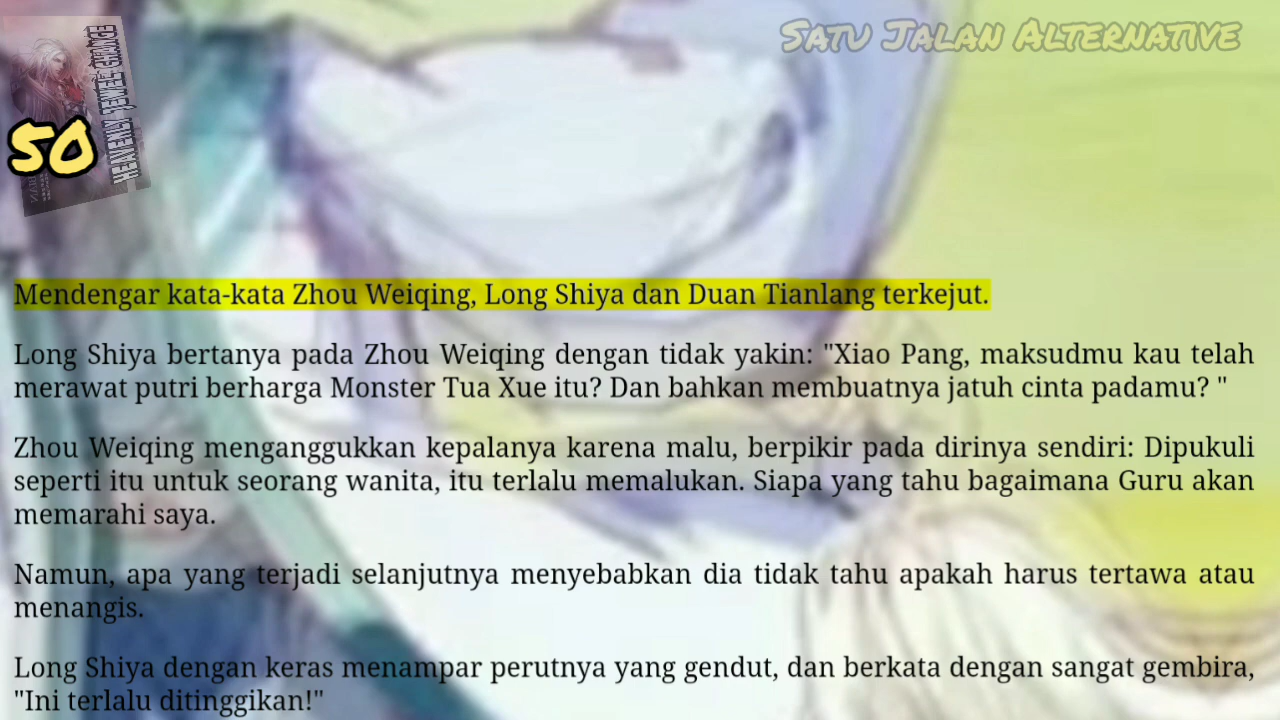 Satu Jalan Alternative
HEAVENLY JEWEL CHANGE
50
Mendengar kata-kata Zhou Weiqing, Long Shiya dan Duan Tianlang terkejut.
Long Shiya bertanya pada Zhou Weiqing dengan tidak yakin: "Xiao Pang, maksudmu kau telah
merawat putri berharga Monster Tua Xue itu? Dan bahkan membuatnya jatuh cinta padamu? "
Zhou Weiqing menganggukkan kepalanya karena malu, berpikir pada dirinya sendiri: Dipukuli
seperti itu untuk seorang wanita, itu terlalu memalukan. Siapa yang tahu bagaimana Guru akan
memarahi saya.
Namun, apa yang terjadi selanjutnya menyebabkan dia tidak tahu apakah harus tertawa atau
menangis.
Long Shiya dengan keras menampar perutnya yang gendut, dan berkata dengan sangat gembira,
"Ini terlalu ditinggikan!"